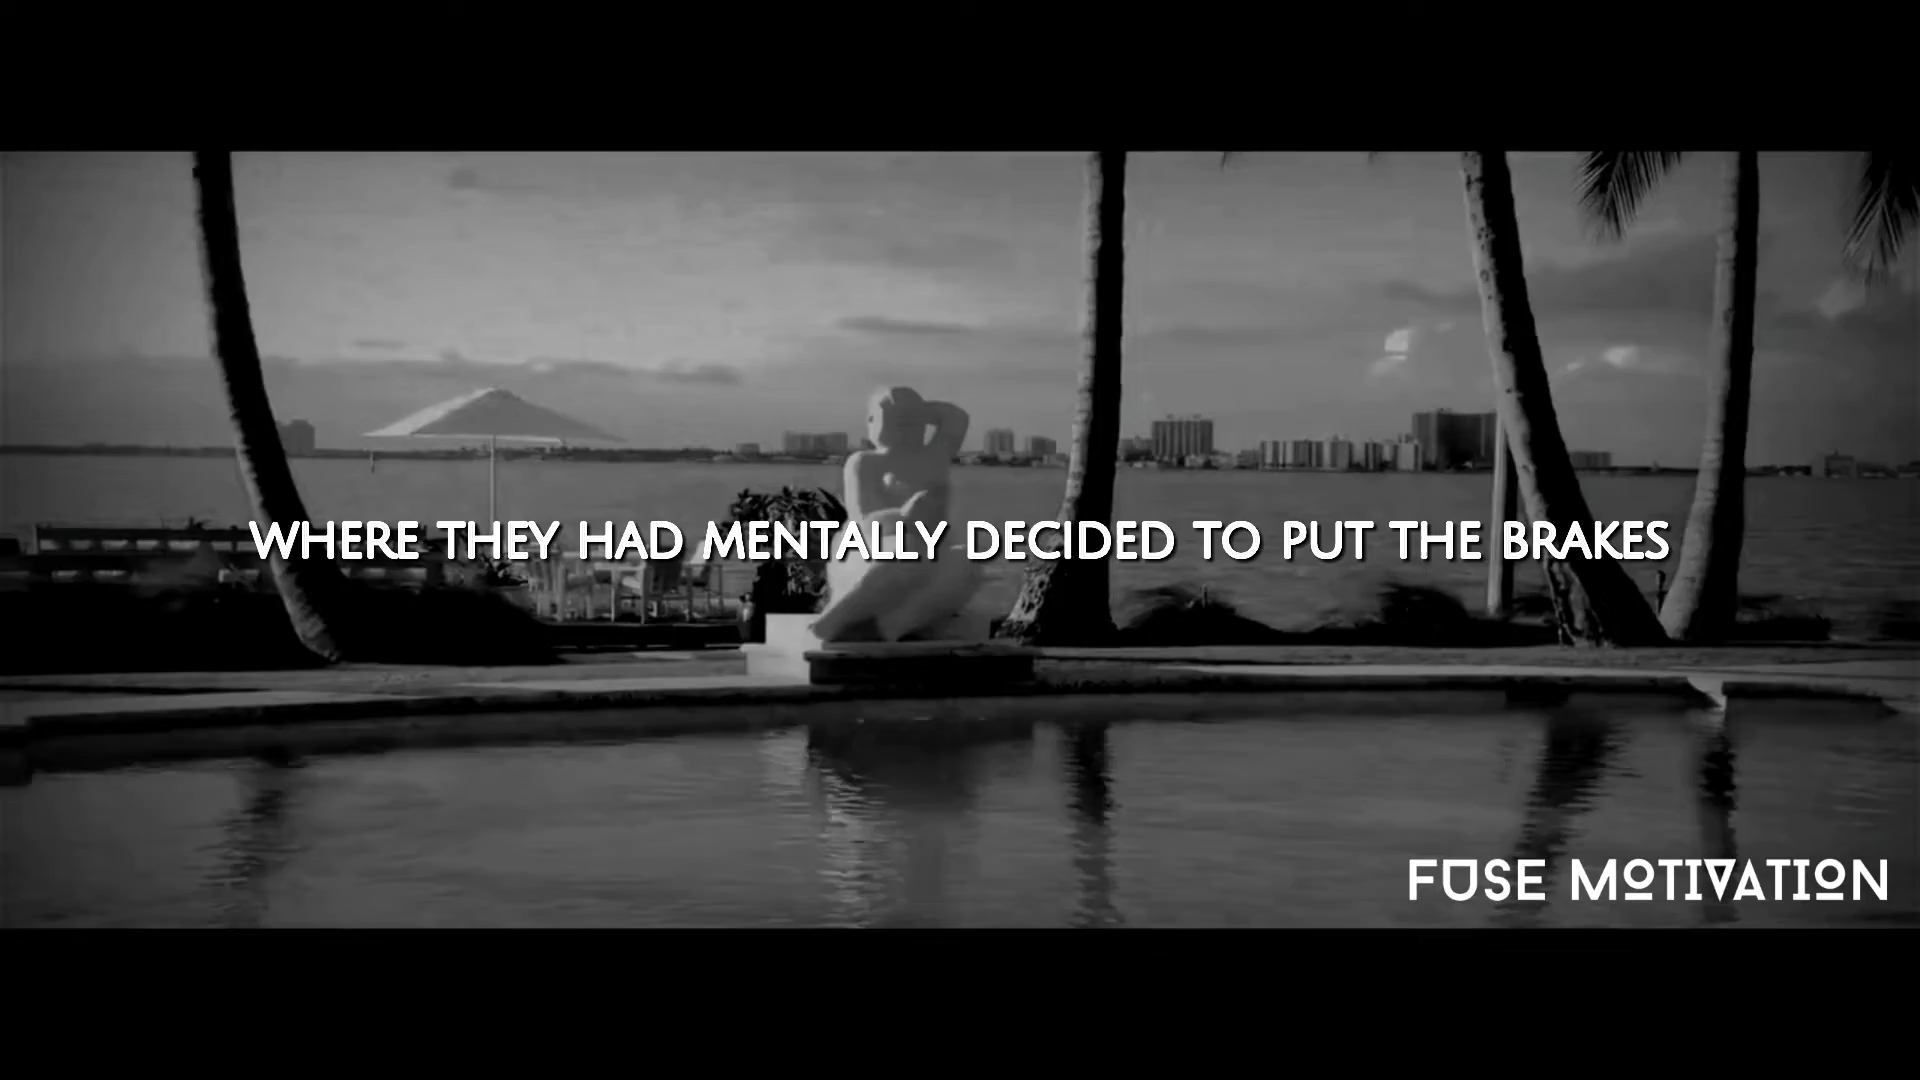 WHERE THEY HAD MENTALLY DECIDED TO PUT THE BRAKES
FUSE MOTIVATION